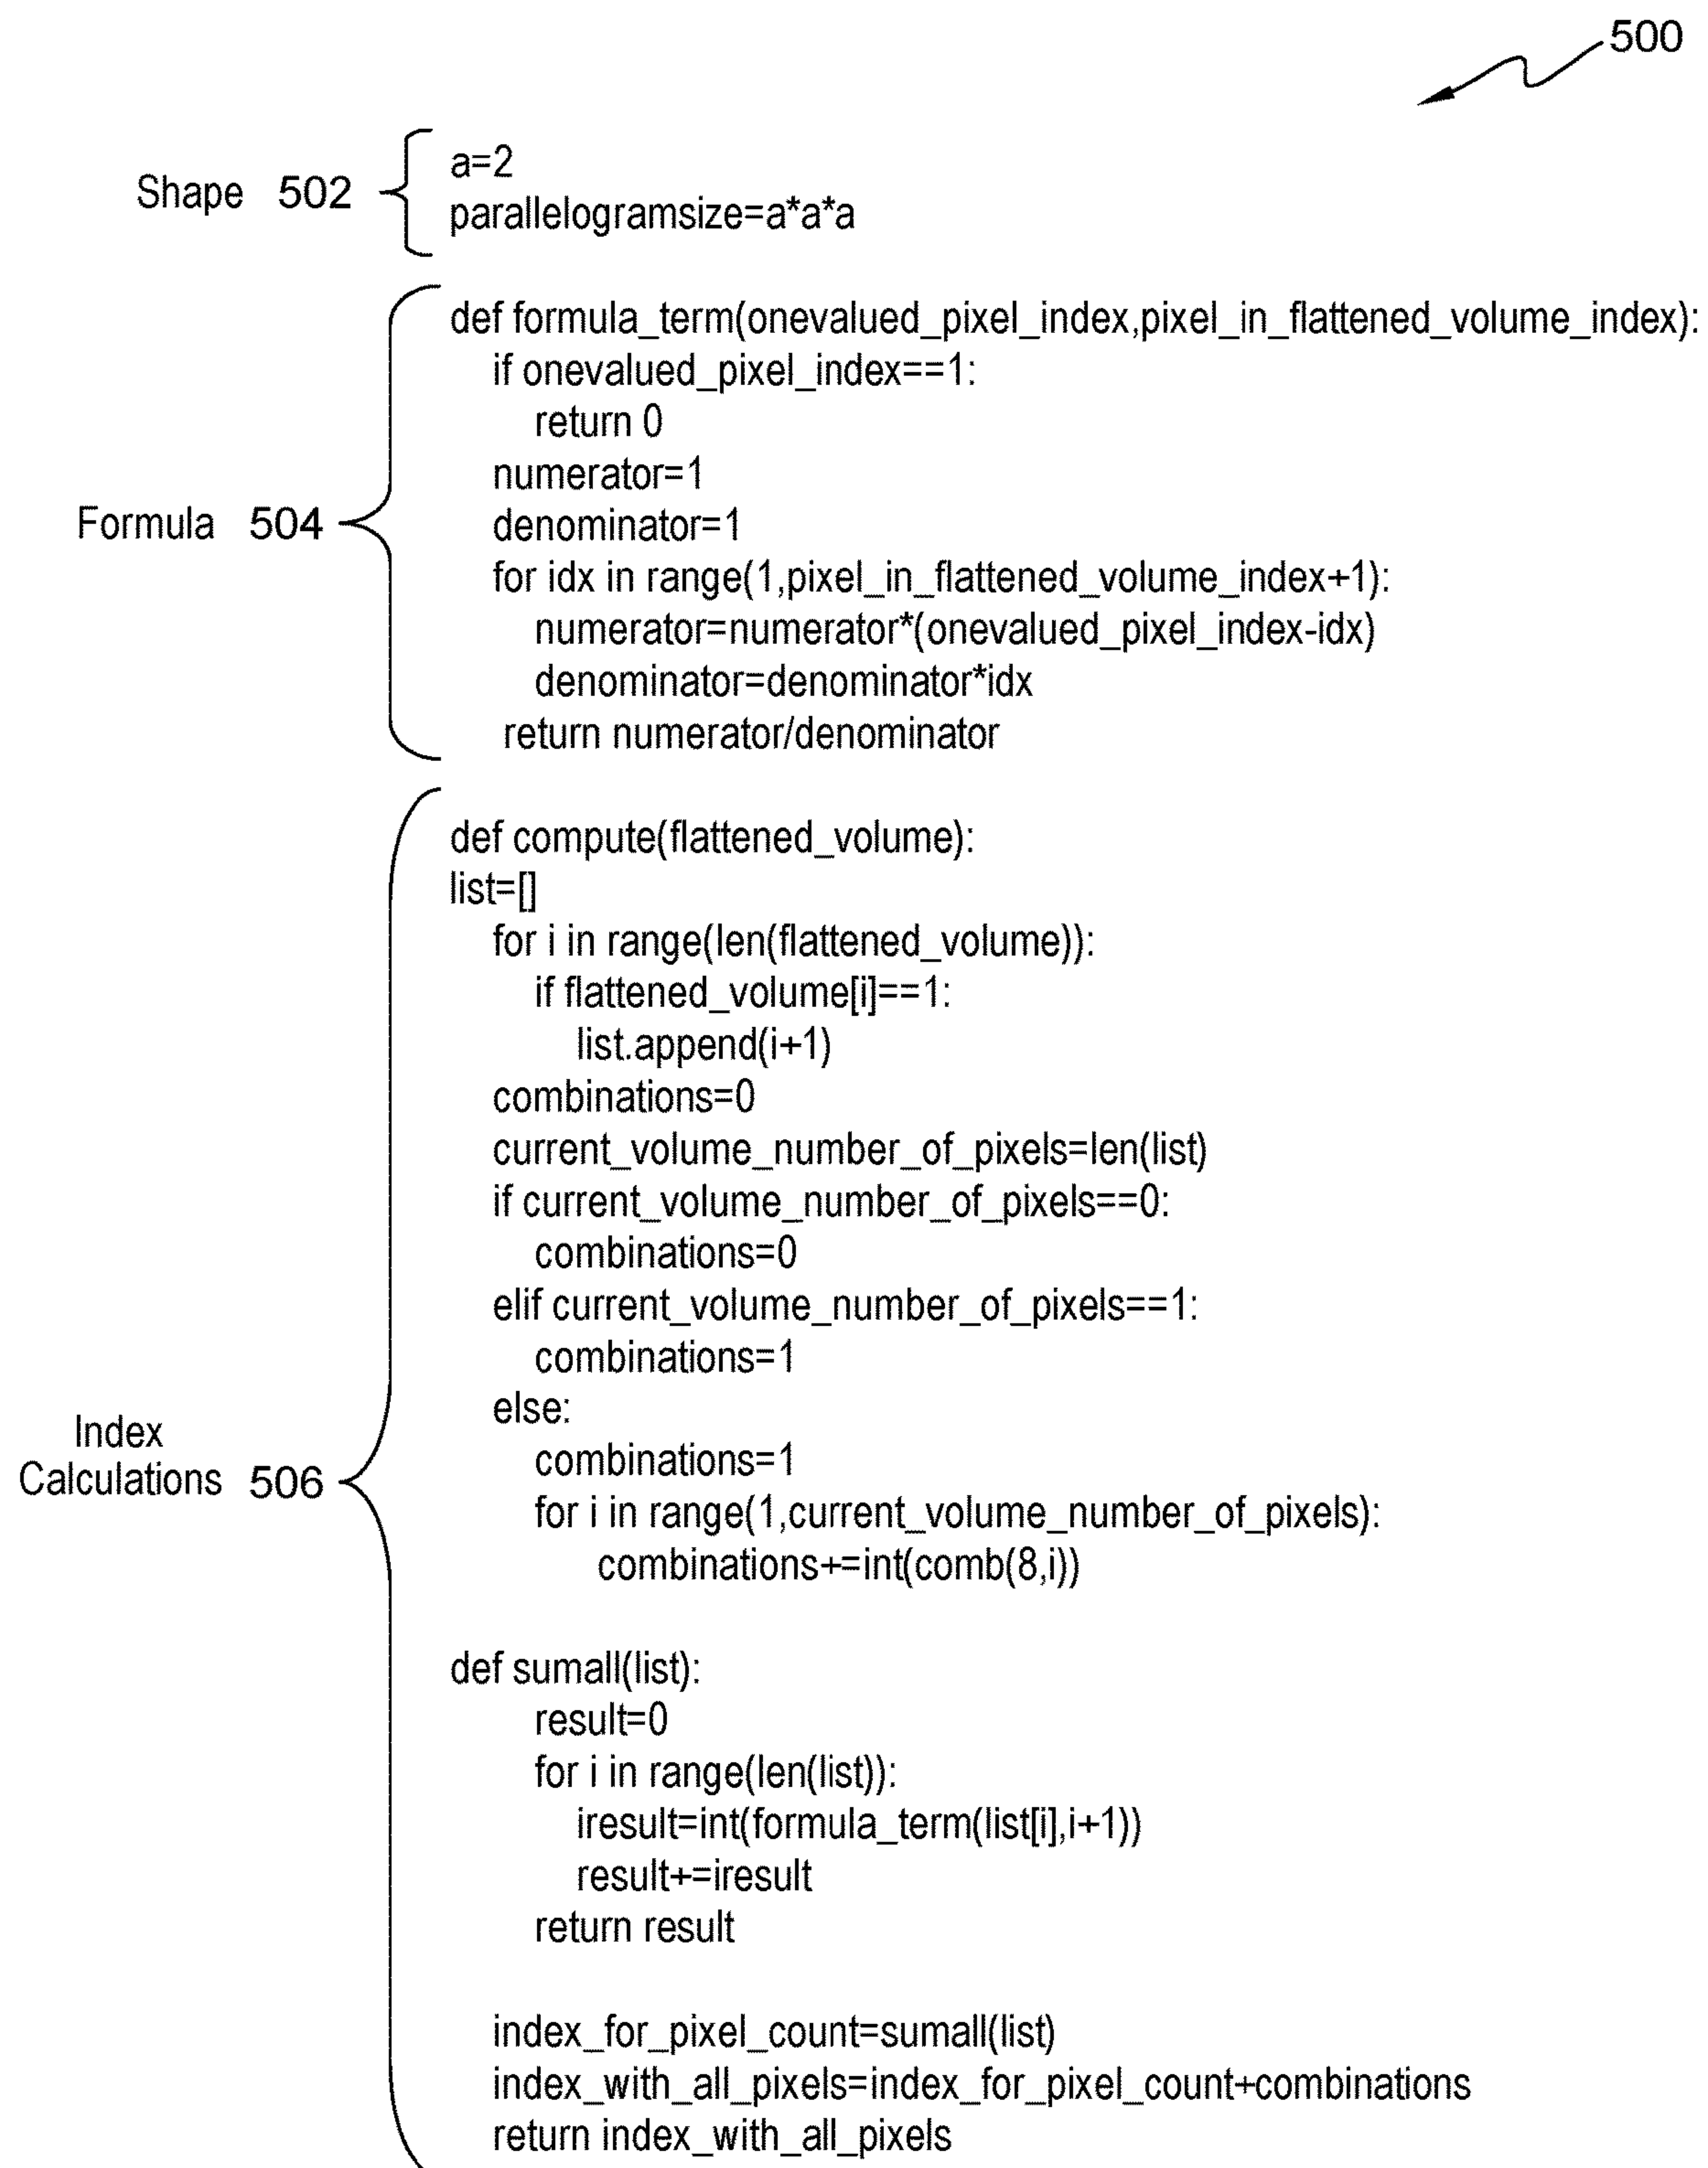 500
Shape 502
a=2
parallelogramsize=a*a*a
Formula 504
def formula_term(onevalued_pixel_index,pixel_in_flattened_volume_index):
if onevalued_pixel_index==1:
return 0
numerator=1
denominator=1
for idx in range(1,pixel_in_flattened_volume_index+1):
numerator=numerator*(onevalued_pixel_index-idx)
denominator=denominator*idx
return numerator/denominator
Index
Calculations 506
def compute(flattened_volume):
list=[]
for i in range(len(flattened_volume)):
if flattened_volume[i]==1:
list.append(i+1)
combinations=0
current_volume_number_of_pixels=len(list)
if current_volume_number_of_pixels==0:
combinations=0
elif current_volume_number_of_pixels==1:
combinations=1
else:
combinations=1
for i in range(1,current_volume_number_of_pixels):
combinations+=int(comb(8,i))
def sumall(list):
result=0
for i in range(len(list)):
iresult=int(formula_term(list[i],i+1))
result+=iresult
return result
index_for_pixel_count=sumall(list)
index_with_all_pixels=index_for_pixel_count+combinations
return index_with_all_pixels